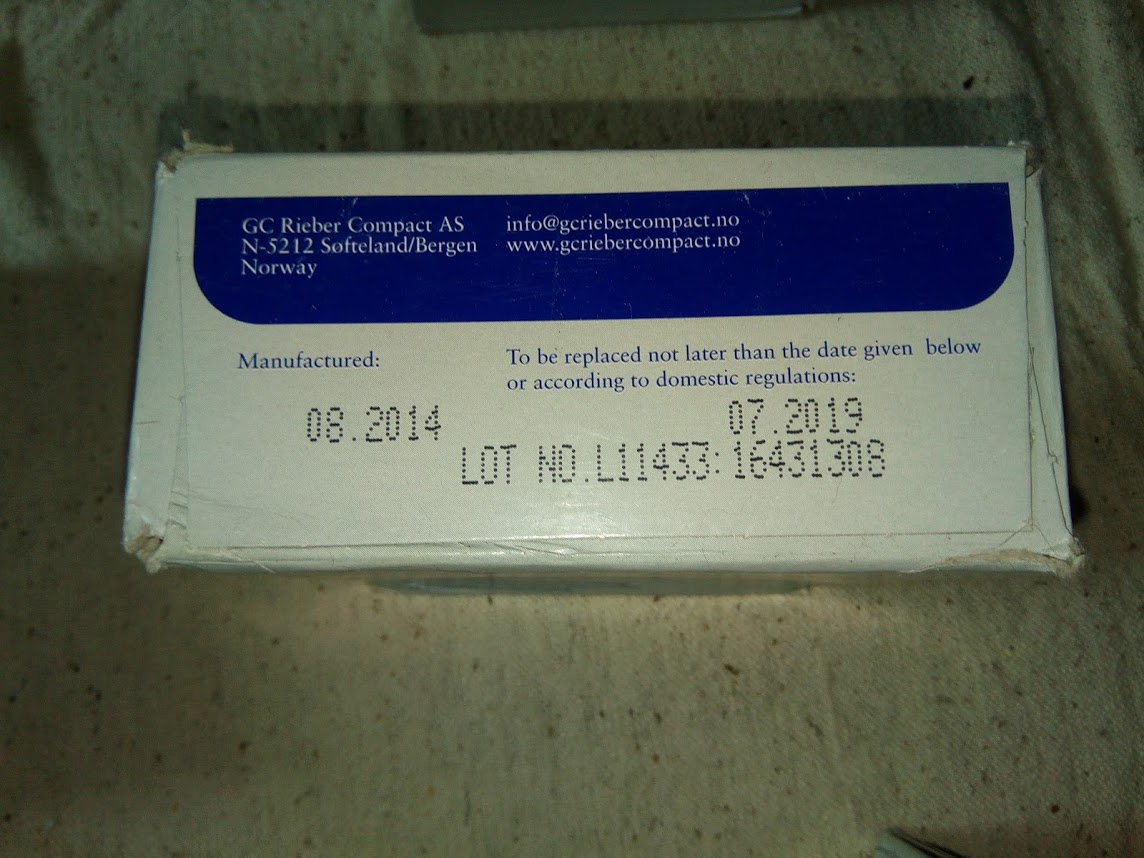 GC Rieber Compact AS
N-5212 Søfteland/Bergen
Norway
info@gcriebercompact.no
www.gcriebercompact.no
Manufactured:
08.2014
To be replaced not later than the date given below
or according to domestic regulations:
07.2019
LOT NO.L11433:16431308